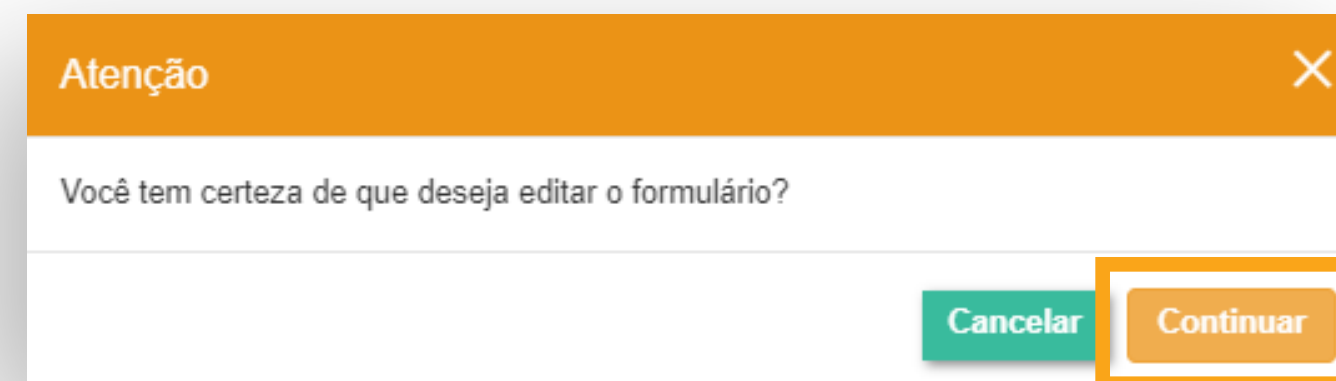 Atenção
Você tem certeza de que deseja editar o formulário?
Cancelar Continuar